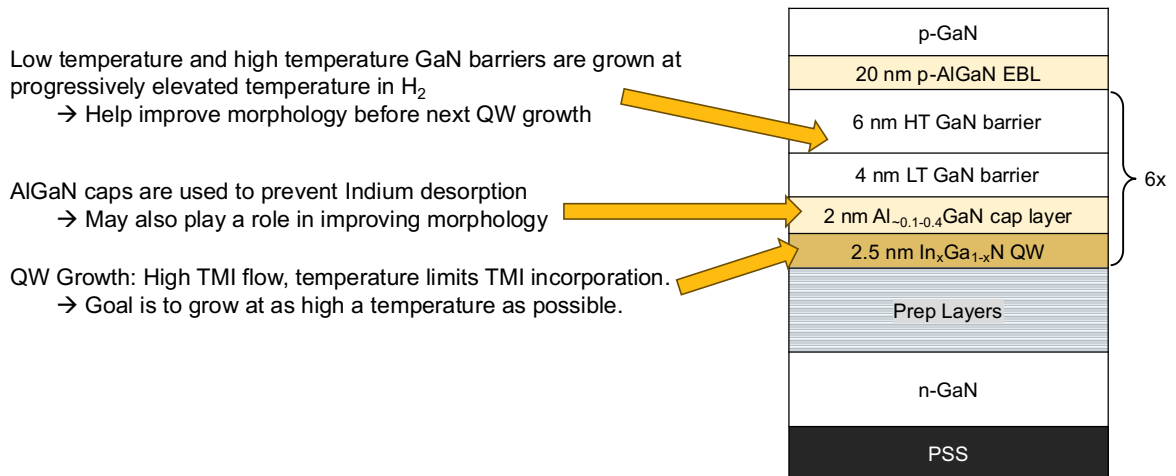 Low temperature and high temperature GaN barriers are grown at
progressively elevated temperature in H₂
→ Help improve morphology before next QW growth
AlGaN caps are used to prevent Indium desorption
→ May also play a role in improving morphology
QW Growth: High TMI flow, temperature limits TMI incorporation.
→ Goal is to grow at as high a temperature as possible.
p-GaN
20 nm p-AlGaN EBL
6 nm HT GaN barrier
4 nm LT GaN barrier
2 nm Al~0.1-0.4GaN cap layer
2.5 nm InₓGa₁₋ₓN QW
6x
Prep Layers
n-GaN
PSS